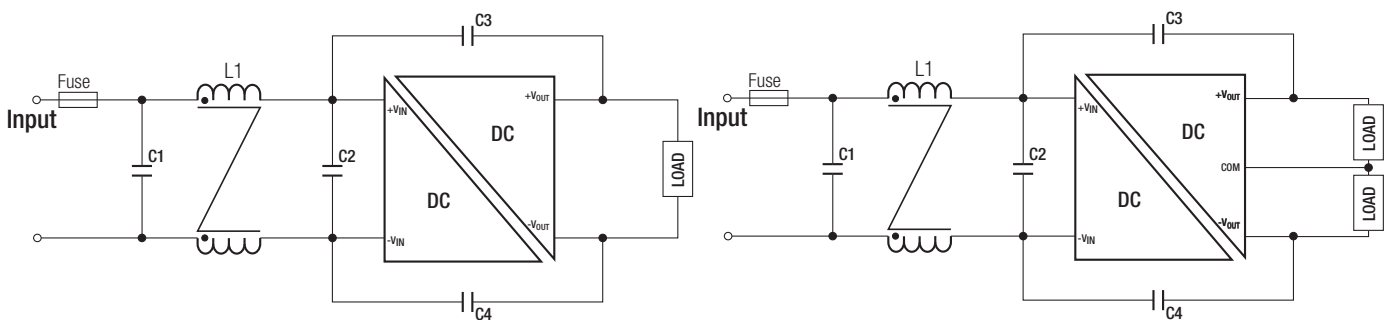 C3
Fuse
L1
Input
+VIN
+VOUT
DC
C1
C2
LOAD
DC
-VIN
-VOUT
C4
C3
Fuse
L1
Input
+VIN
+VOUT
DC
LOAD
C1
C2
COM
DC
LOAD
-VIN
-VOUT
C4